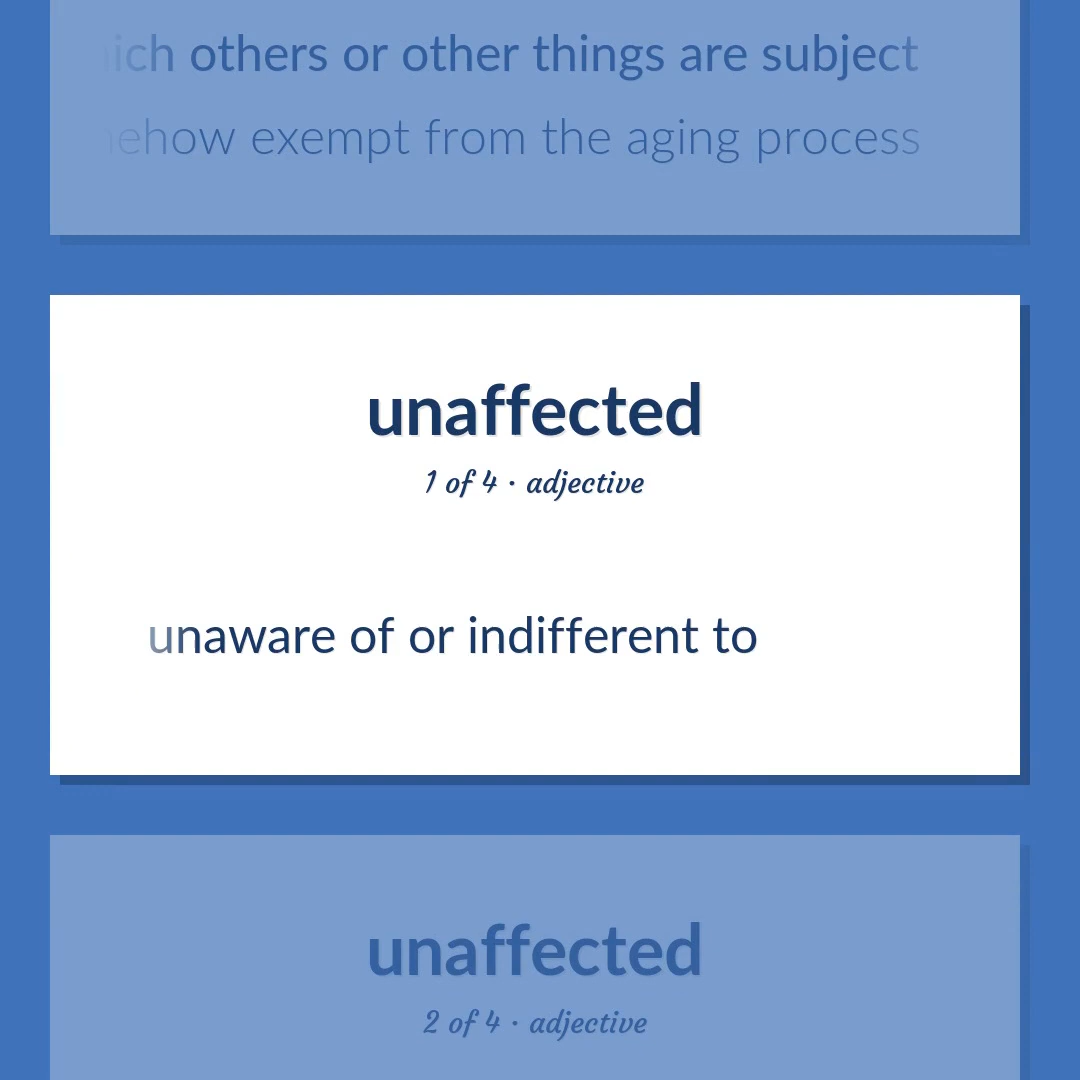 others or other things are subject
exempt from the aging process
unaffected
1 of 4 · adjective
unaware of or indifferent to
unaffected
2 of 4 · adjective